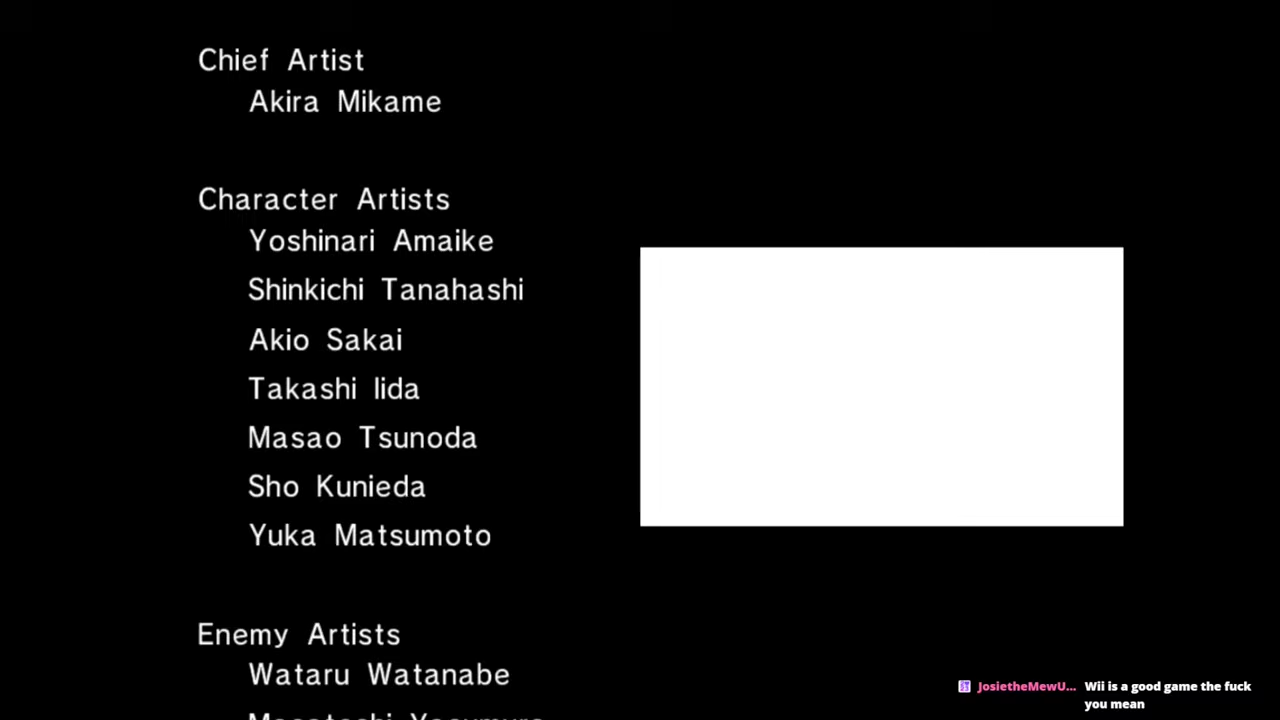 Chief Artist
Akira Mikame
Character Artists
Yoshinari Amaike
Shinkichi Tanahashi
Akio Sakai
Takashi Iida
Masao Tsunoda
Sho Kunieda
Yuka Matsumoto
Enemy Artists
Wataru Watanabe
JosietheMewU... Wii is a good game the fuck
you mean